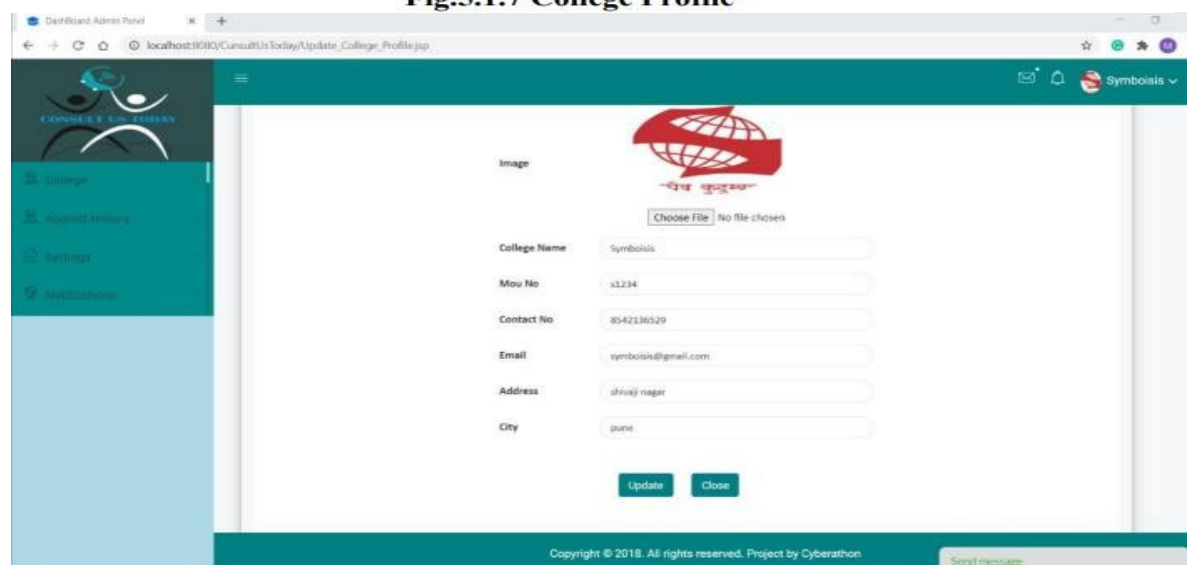 Fig.5.1.7 College Profile
DashBoard Admin Panel
localhost:8080/CunsultUsToday/Update_College_Profile.jsp
CONSULT US TODAY
Symboisis
College
Applied History
Settings
Notifications
Image
Choose File No file chosen
College Name Symboisis
Mou No s1234
Contact No 8542136529
Email symboisis@gmail.com
Address shivaji nagar
City pune
Update Close
Copyright © 2018. All rights reserved. Project by Cyberathon
Send message